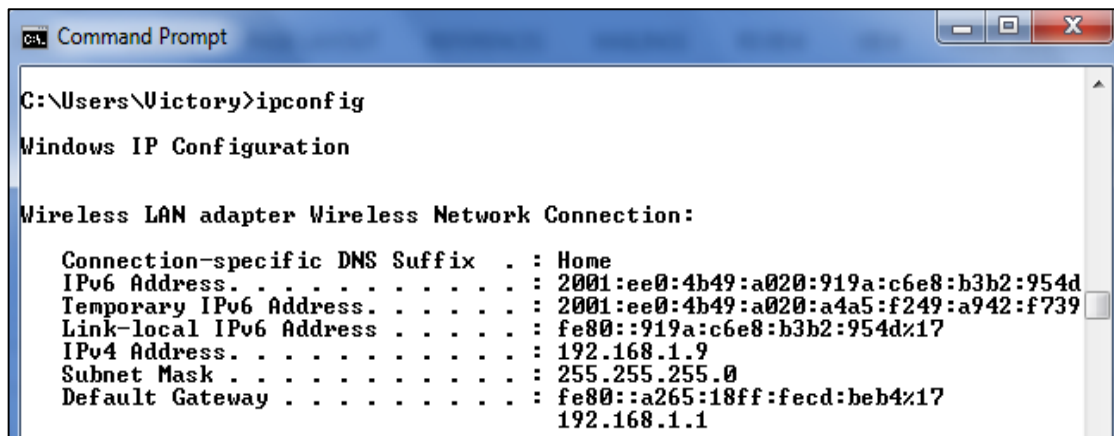 Command Prompt
C:\Users\Victory>ipconfig
Windows IP Configuration
Wireless LAN adapter Wireless Network Connection:
Connection-specific DNS Suffix . : Home
IPv6 Address. . . . . . . . . . . : 2001:ee0:4b49:a020:919a:c6e8:b3b2:954d
Temporary IPv6 Address. . . . . . : 2001:ee0:4b49:a020:a4a5:f249:a942:f739
Link-local IPv6 Address . . . . . : fe80::919a:c6e8:b3b2:954d%17
IPv4 Address. . . . . . . . . . . : 192.168.1.9
Subnet Mask . . . . . . . . . . . : 255.255.255.0
Default Gateway . . . . . . . . . : fe80::a265:18ff:fecd:beb4%17
192.168.1.1